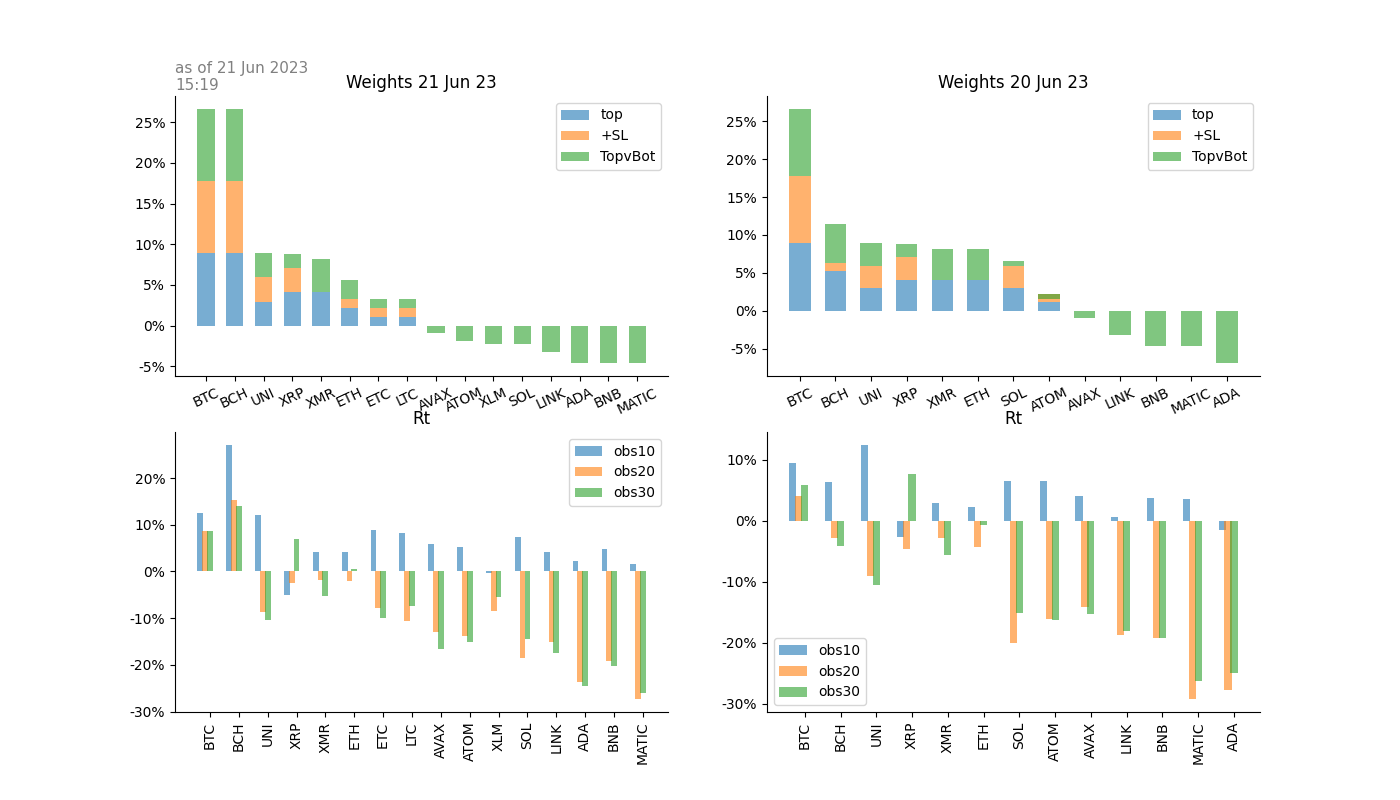 as of 21 Jun 2023
15:19
Weights 21 Jun 23
25%
20%
15%
10%
5%
0%
-5%
top
+SL
TopvBot
BTC BCH UNI XRP XMR ETH ETC LTC AVAX ATOM XLM SOL LINK ADA BNB MATIC
Weights 20 Jun 23
25%
20%
15%
10%
5%
0%
-5%
top
+SL
TopvBot
BTC BCH UNI XRP XMR ETH SOL ATOM AVAX LINK BNB MATIC ADA
Rt
20%
10%
0%
-10%
-20%
-30%
obs10
obs20
obs30
BTC BCH UNI XRP XMR ETH ETC LTC AVAX ATOM XLM SOL LINK ADA BNB MATIC
Rt
10%
0%
-10%
-20%
-30%
obs10
obs20
obs30
BTC BCH UNI XRP XMR ETH SOL ATOM AVAX LINK BNB MATIC ADA